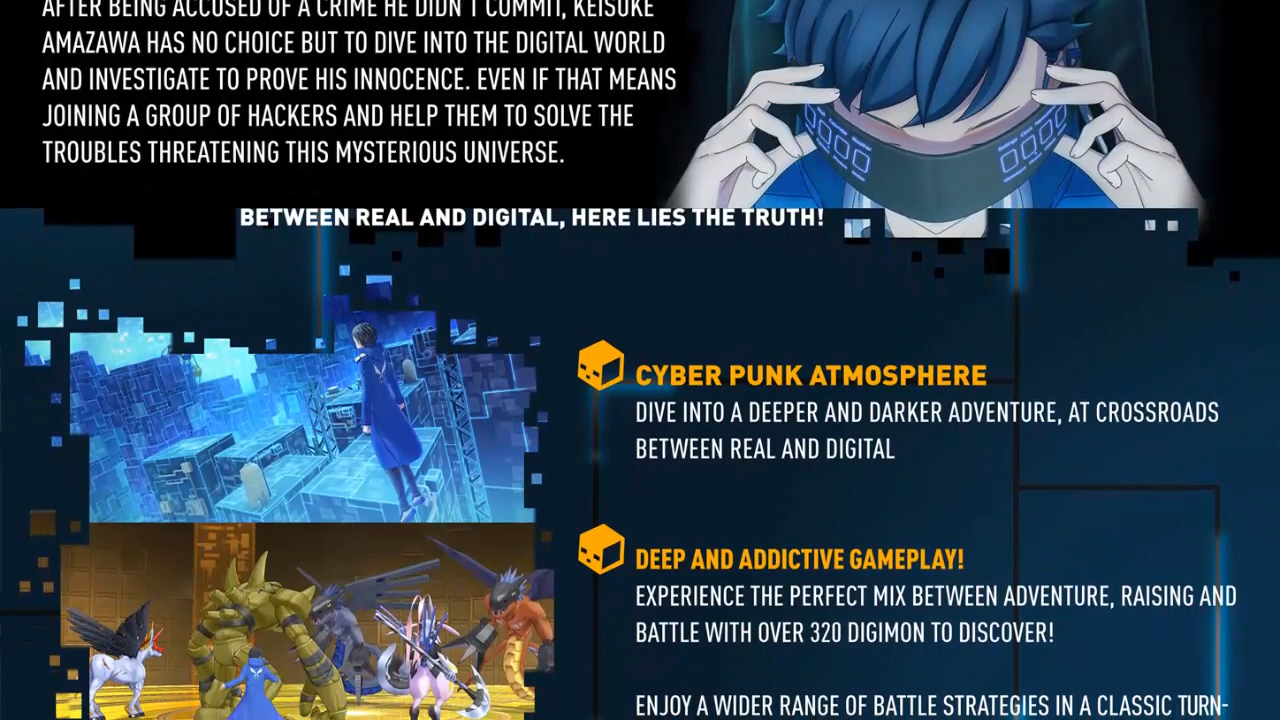 AFTER BEING ACCUSED OF A CRIME HE DIDN'T COMMIT, KEISUKE
AMAZAWA HAS NO CHOICE BUT TO DIVE INTO THE DIGITAL WORLD
AND INVESTIGATE TO PROVE HIS INNOCENCE. EVEN IF THAT MEANS
JOINING A GROUP OF HACKERS AND HELP THEM TO SOLVE THE
TROUBLES THREATENING THIS MYSTERIOUS UNIVERSE.
BETWEEN REAL AND DIGITAL, HERE LIES THE TRUTH!
CYBER PUNK ATMOSPHERE
DIVE INTO A DEEPER AND DARKER ADVENTURE, AT CROSSROADS
BETWEEN REAL AND DIGITAL
DEEP AND ADDICTIVE GAMEPLAY!
EXPERIENCE THE PERFECT MIX BETWEEN ADVENTURE, RAISING AND
BATTLE WITH OVER 320 DIGIMON TO DISCOVER!
ENJOY A WIDER RANGE OF BATTLE STRATEGIES IN A CLASSIC TURN-